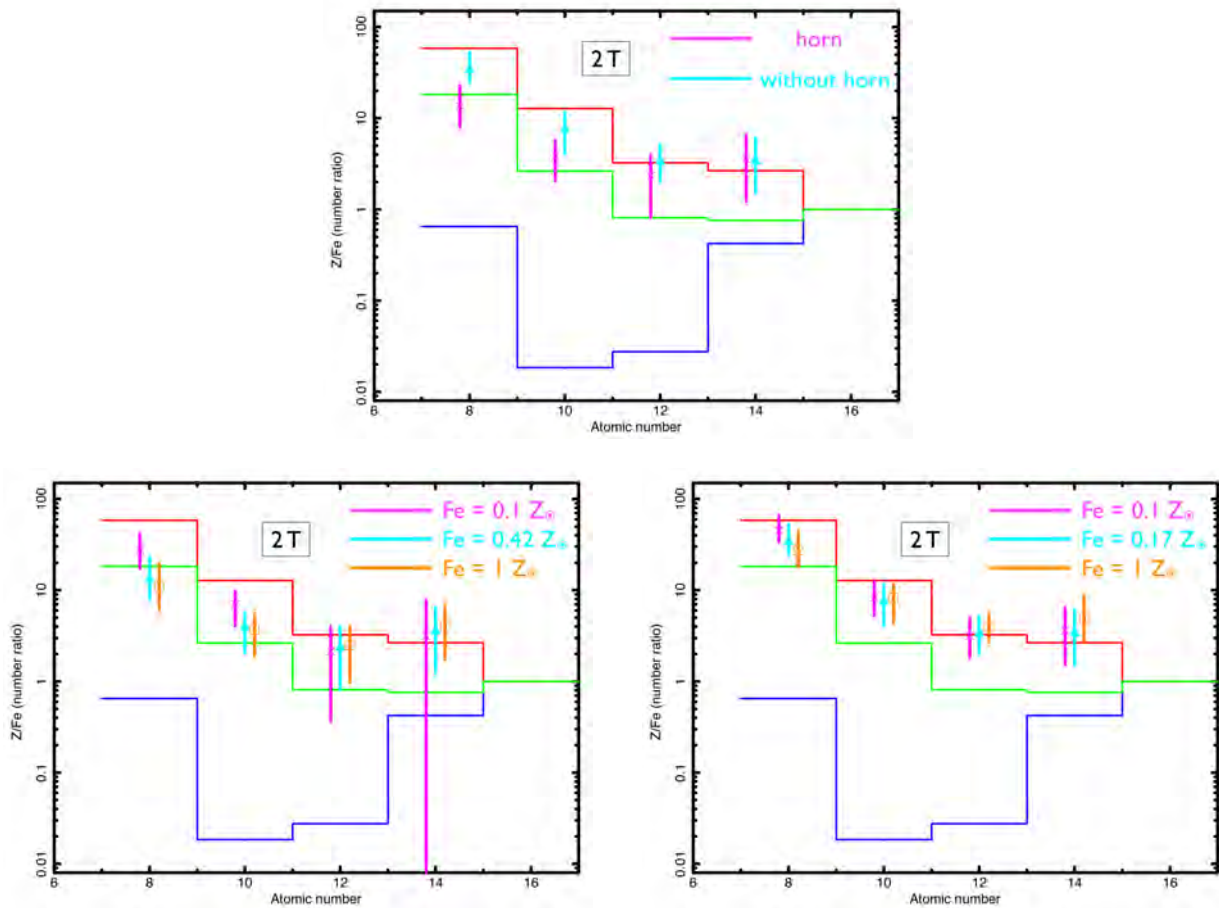 100
10
1
0.1
0.01
Z/Fe (number ratio)
2T
horn
without horn
6 8 10 12 14 16
Atomic number
100
10
1
0.1
0.01
Z/Fe (number ratio)
2T
Fe = 0.1 Z⊙
Fe = 0.42 Z⊙
Fe = 1 Z⊙
6 8 10 12 14 16
Atomic number
100
10
1
0.1
0.01
Z/Fe (number ratio)
2T
Fe = 0.1 Z⊙
Fe = 0.17 Z⊙
Fe = 1 Z⊙
6 8 10 12 14 16
Atomic number